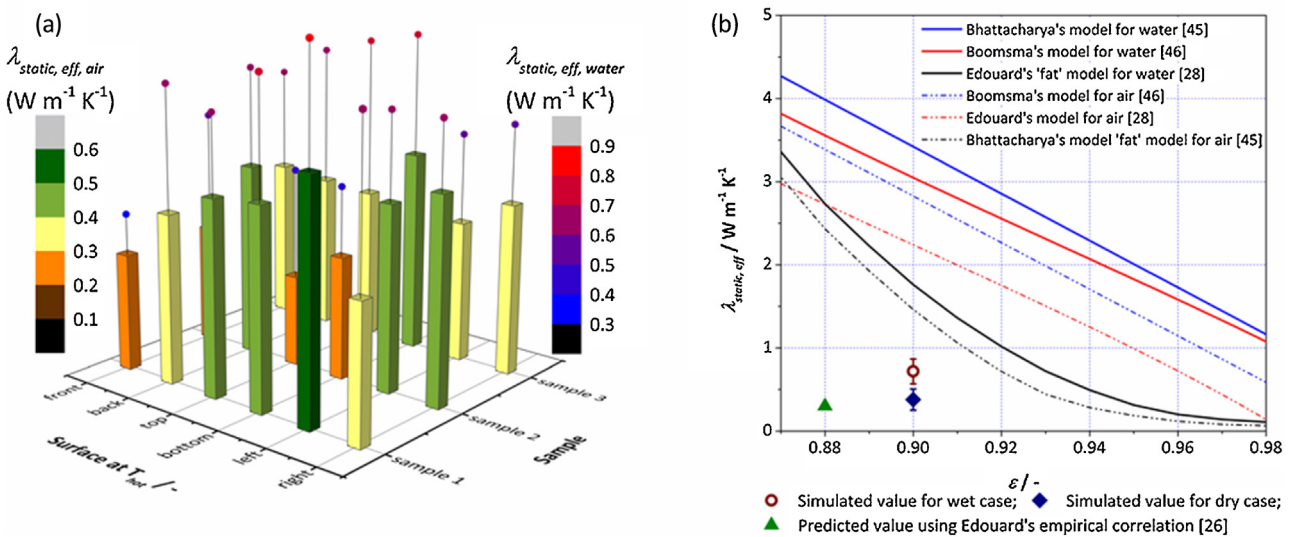 (a)
λstatic, eff, air
(W m-1 K-1)
0.6
0.5
0.4
0.3
0.2
0.1
λstatic, eff, water
(W m-1 K-1)
0.9
0.8
0.7
0.6
0.5
0.4
0.3
front
back
top
bottom
left
right
Surface at Thot /-
sample 1
sample 2
sample 3
Sample
(b)
5
4
3
2
1
0
λstatic, eff / W m-1 K-1
Bhattacharya's model for water [45]
Boomsma's model for water [46]
Edouard's 'fat' model for water [28]
Boomsma's model for air [46]
Edouard's model for air [28]
Bhattacharya's model 'fat' model for air [45]
0.88
0.90
0.92
0.94
0.96
0.98
ε / -
Simulated value for wet case;
Simulated value for dry case;
Predicted value using Edouard's empirical correlation [26]